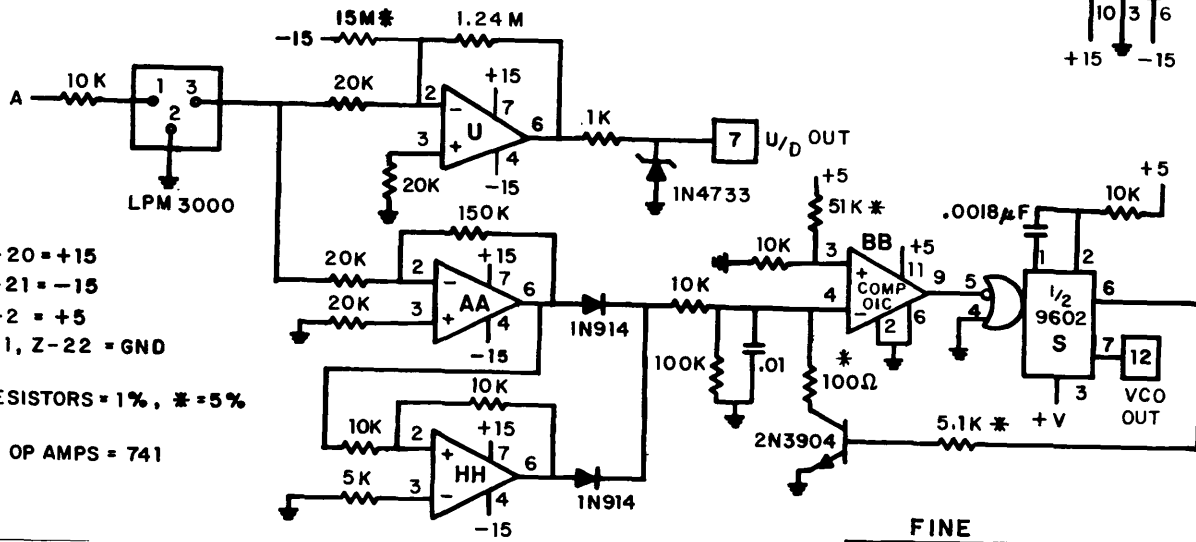 10 3 6
+15 -15
15M*
-15
1.24M
A
10K
1 3
2
LPM 3000
20K
2
-
+15
7
U
6
3
+
4
-15
20K
.1K
7
U/D OUT
1N4733
150K
-20 = +15
-21 = -15
-2 = +5
1, Z-22 = GND
ESISTORS = 1%, * = 5%
OP AMPS = 741
20K
2
-
+15
7
AA
6
20K
3
+
4
-15
1N914
10K
10K
2
+
+15
7
HH
6
5K
3
-
4
-15
1N914
10K
100K
.01
+5
51K*
10K
3
+
BB
+5
11
9
COMP
OIC
4
-
2
6
*
100Ω
2N3904
5.1K*
5
4
.0018μF
10K
+5
1
2
1/2
9602
S
6
7
12
VCO
OUT
3
+V
FINE